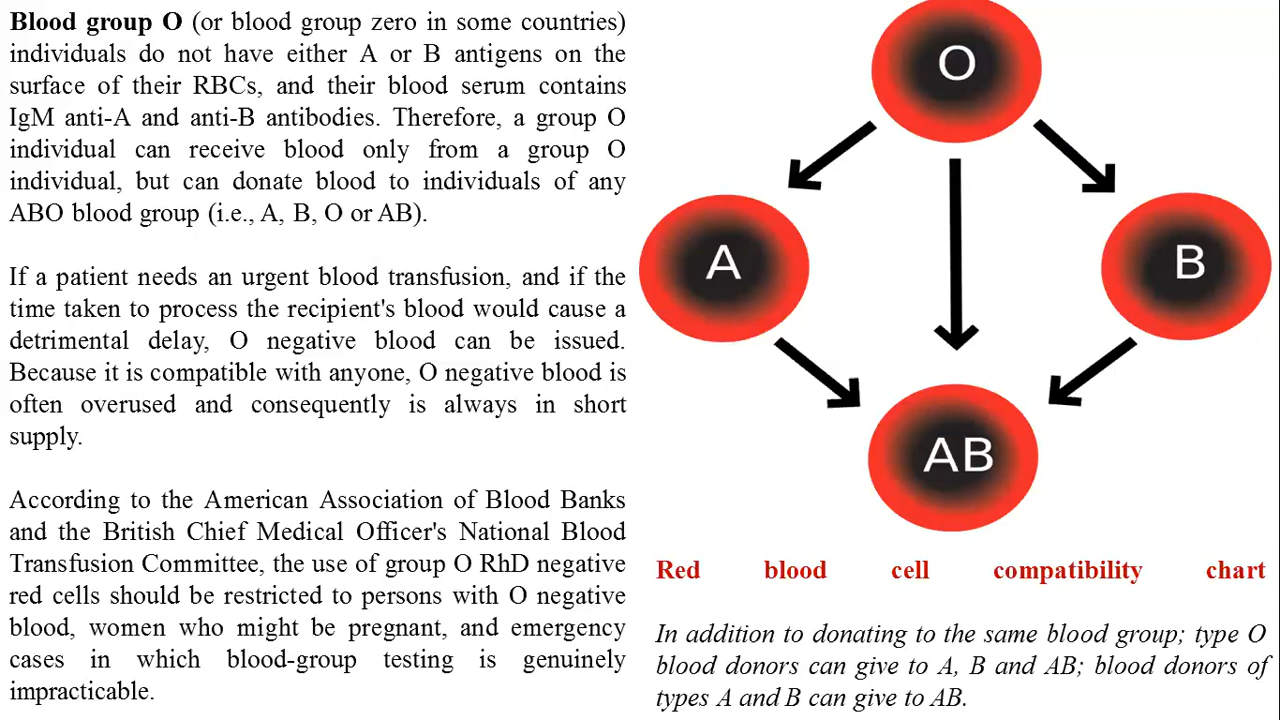 Blood group O (or blood group zero in some countries)
individuals do not have either A or B antigens on the
surface of their RBCs, and their blood serum contains
IgM anti-A and anti-B antibodies. Therefore, a group O
individual can receive blood only from a group O
individual, but can donate blood to individuals of any
ABO blood group (i.e., A, B, O or AB).
If a patient needs an urgent blood transfusion, and if the
time taken to process the recipient's blood would cause a
detrimental delay, O negative blood can be issued.
Because it is compatible with anyone, O negative blood is
often overused and consequently is always in short
supply.
According to the American Association of Blood Banks
and the British Chief Medical Officer's National Blood
Transfusion Committee, the use of group O RhD negative
red cells should be restricted to persons with O negative
blood, women who might be pregnant, and emergency
cases in which blood-group testing is genuinely
impracticable.
O
A
B
AB
Red blood cell compatibility chart
In addition to donating to the same blood group; type O
blood donors can give to A, B and AB; blood donors of
types A and B can give to AB.